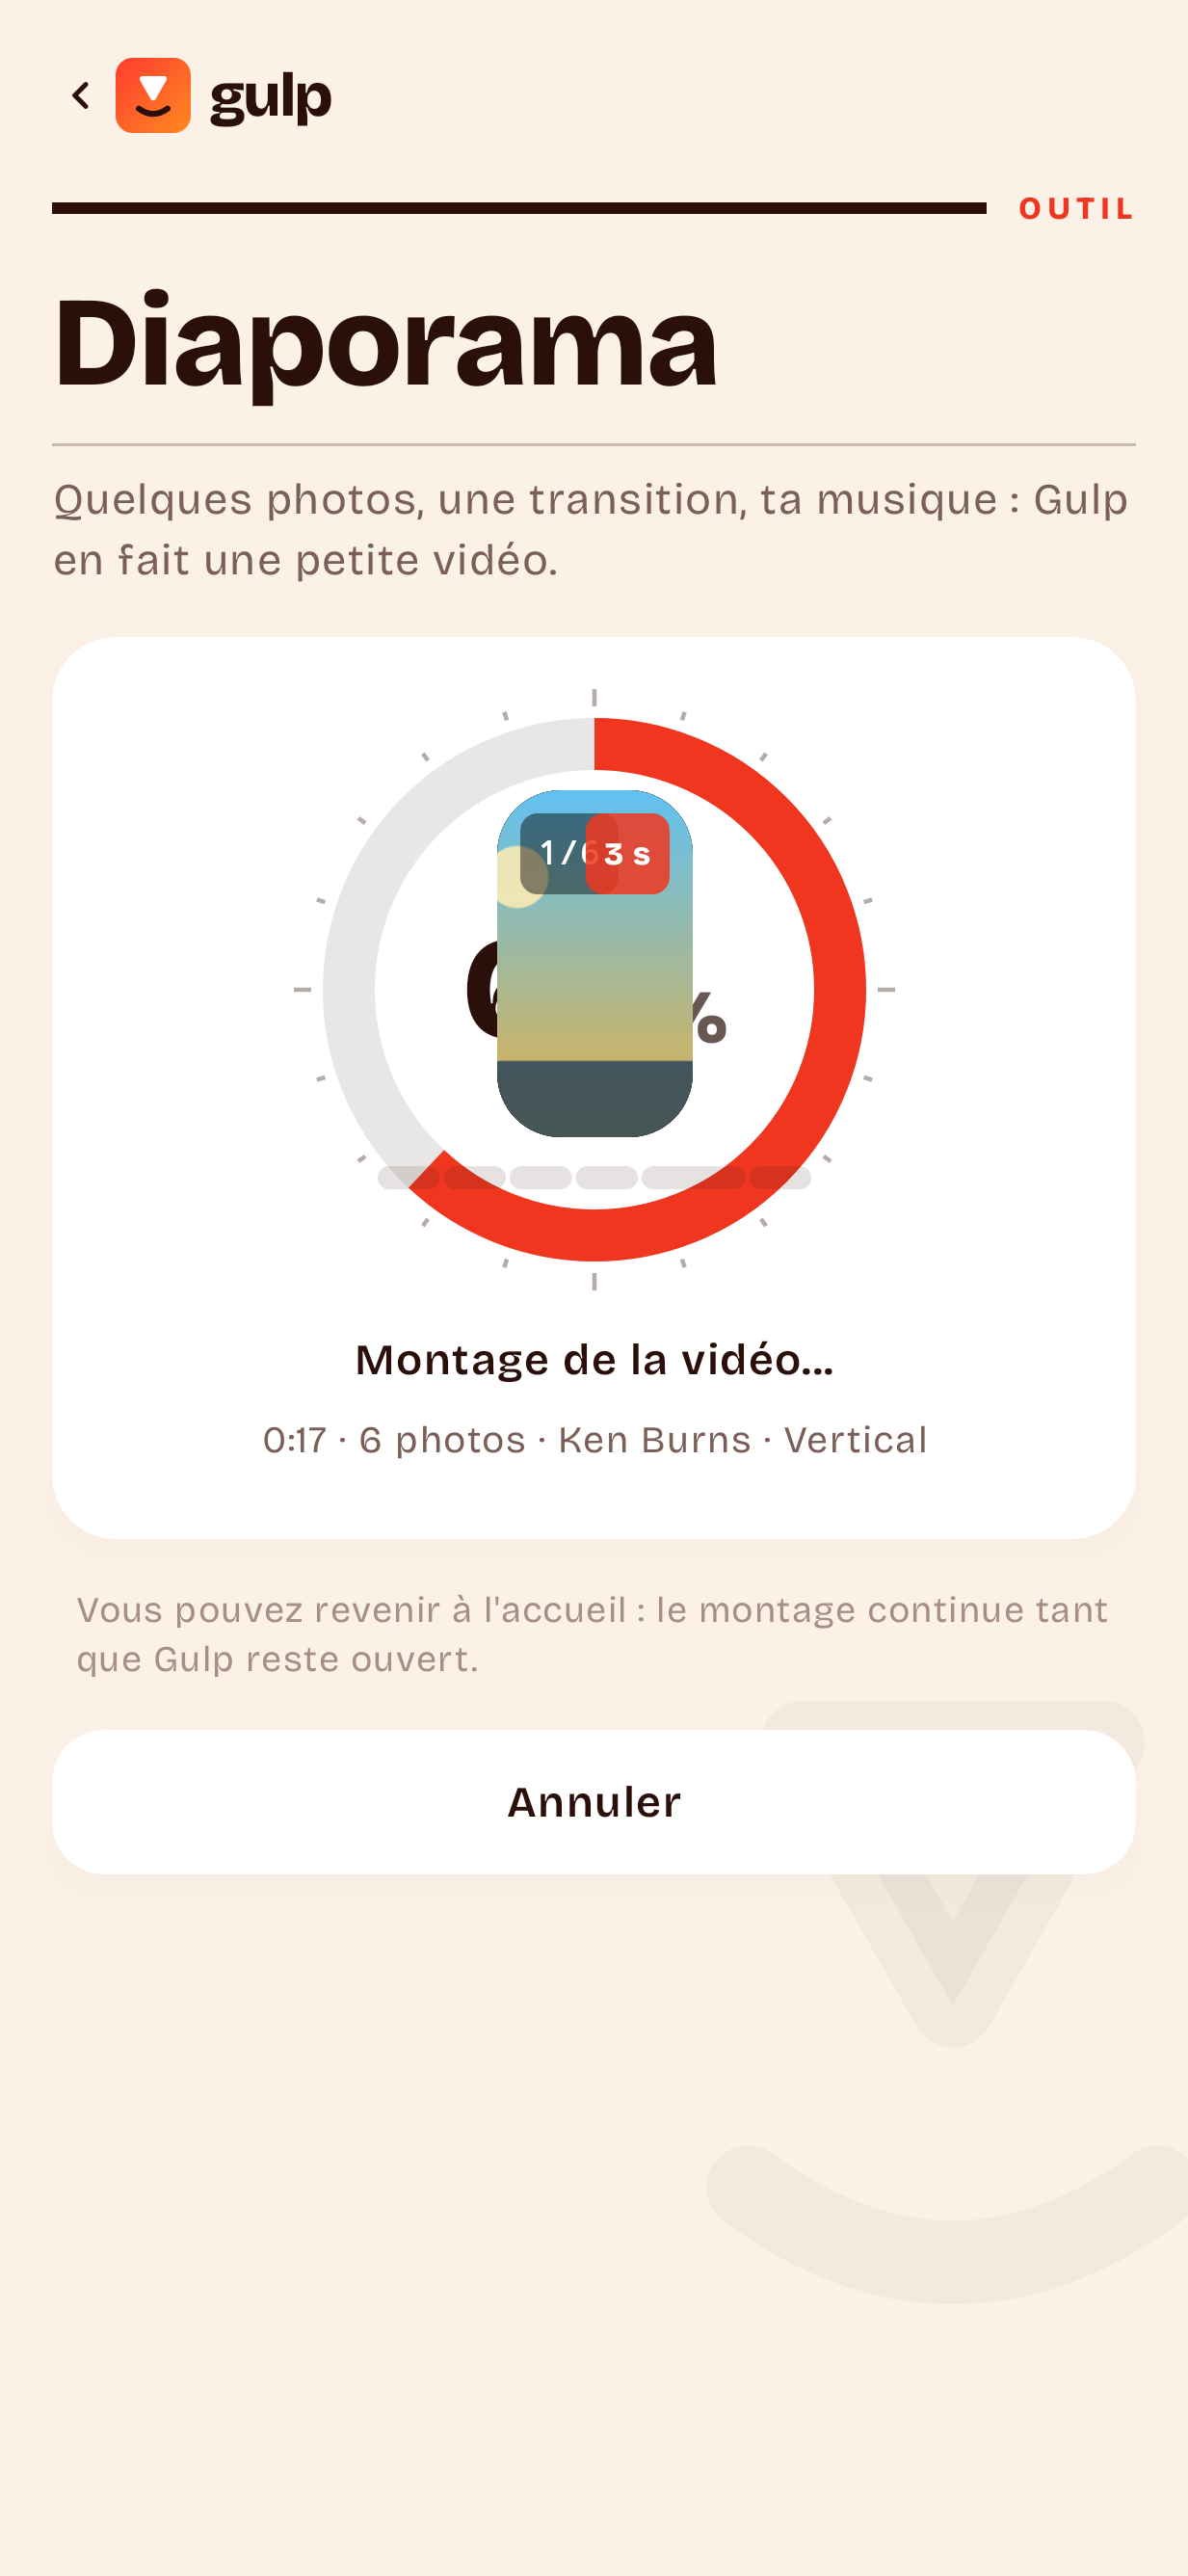 gulp
OUTIL
Diaporama
Quelques photos, une transition, ta musique : Gulp
en fait une petite vidéo.
1/6 3 s
%
Montage de la vidéo...
0:17 · 6 photos · Ken Burns · Vertical
Vous pouvez revenir à l'accueil : le montage continue tant
que Gulp reste ouvert.
Annuler